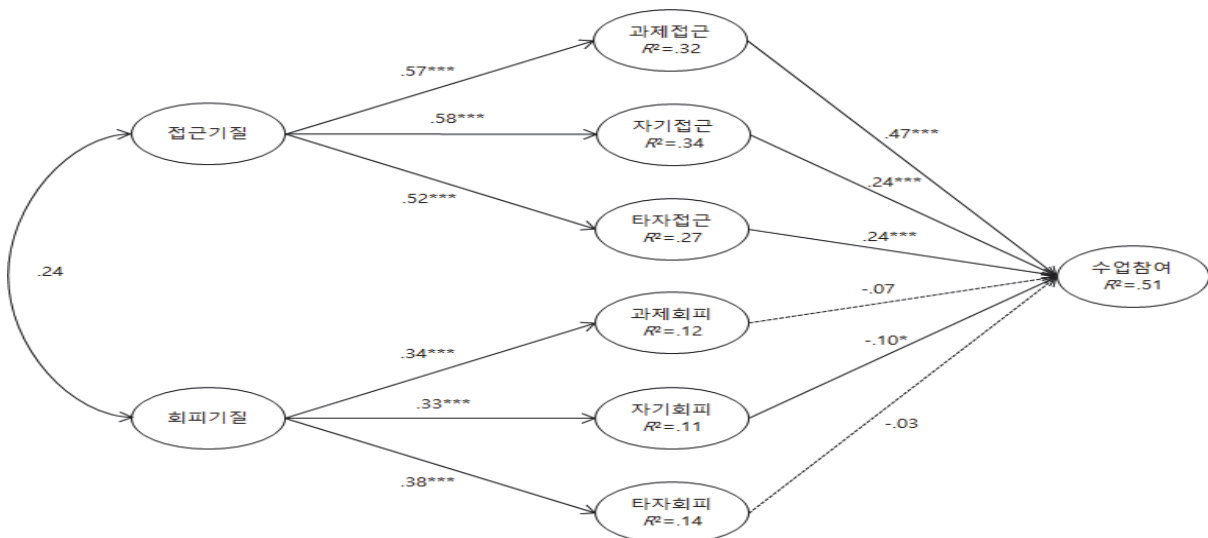 과제접근
R²=.32
.57***
접근기질
.58***
자기접근
R²=.34
.47***
.24***
.52***
타자접근
R²=.27
.24***
.24
수업참여
R²=.51
과제회피
R²=.12
-.07
.34***
-.10*
회피기질
.33***
자기회피
R²=.11
-.03
.38***
타자회피
R²=.14